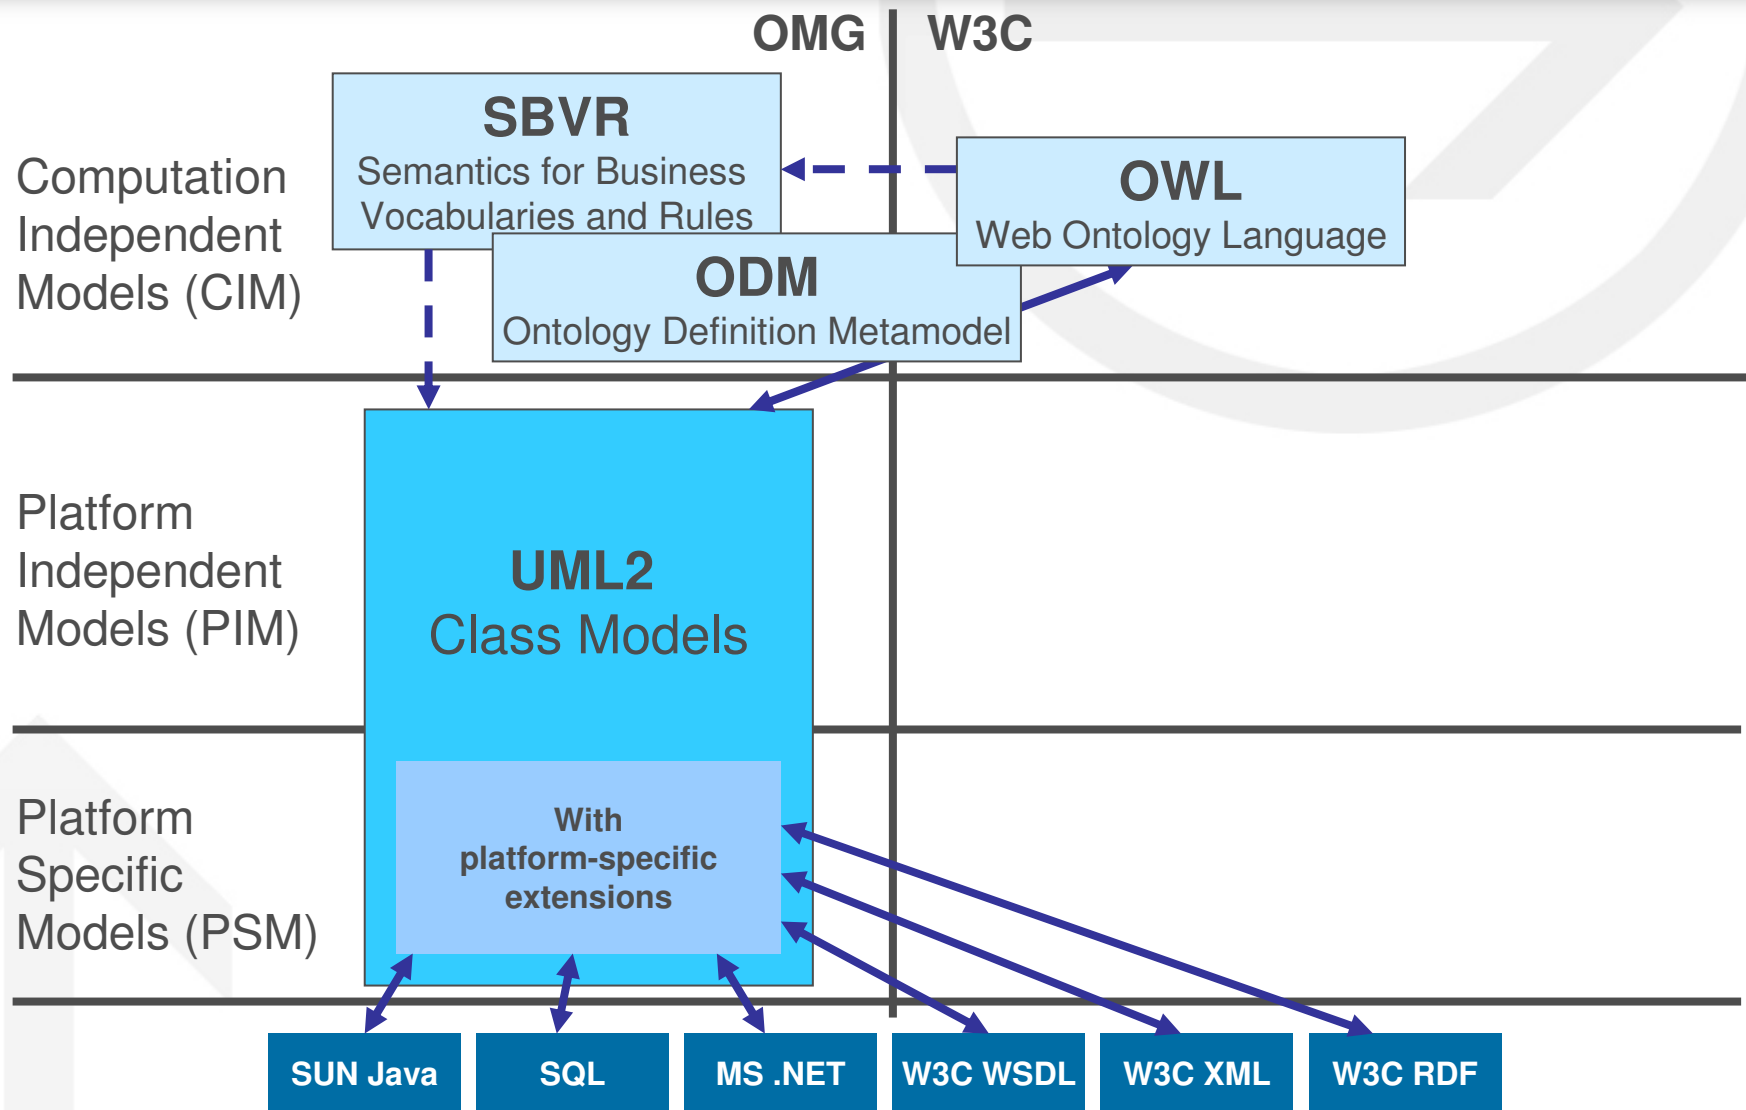 OMG
W3C
SBVR
Semantics for Business
Vocabularies and Rules
OWL
Web Ontology Language
ODM
Ontology Definition Metamodel
Computation
Independent
Models (CIM)
Platform
Independent
Models (PIM)
UML2
Class Models
Platform
Specific
Models (PSM)
With
platform-specific
extensions
SUN Java
SQL
MS .NET
W3C WSDL
W3C XML
W3C RDF